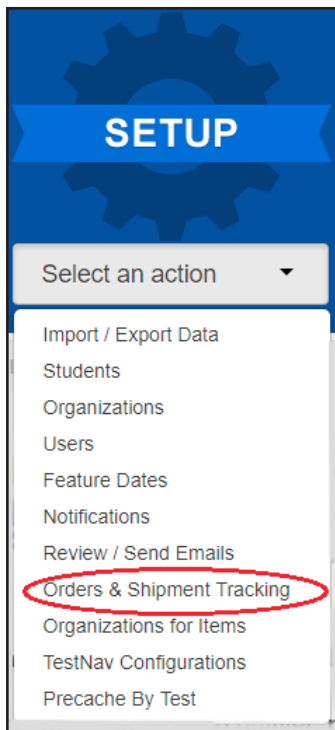 SETUP
Select an action
Import / Export Data
Students
Organizations
Users
Feature Dates
Notifications
Review / Send Emails
Orders & Shipment Tracking
Organizations for Items
TestNav Configurations
Precache By Test